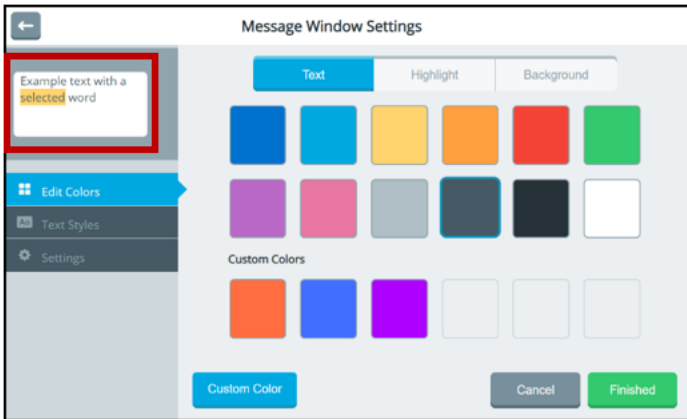 Message Window Settings
Example text with a
selected word
Text
Highlight
Background
Edit Colors
Aa Text Styles
Settings
Custom Colors
Custom Color
Cancel
Finished